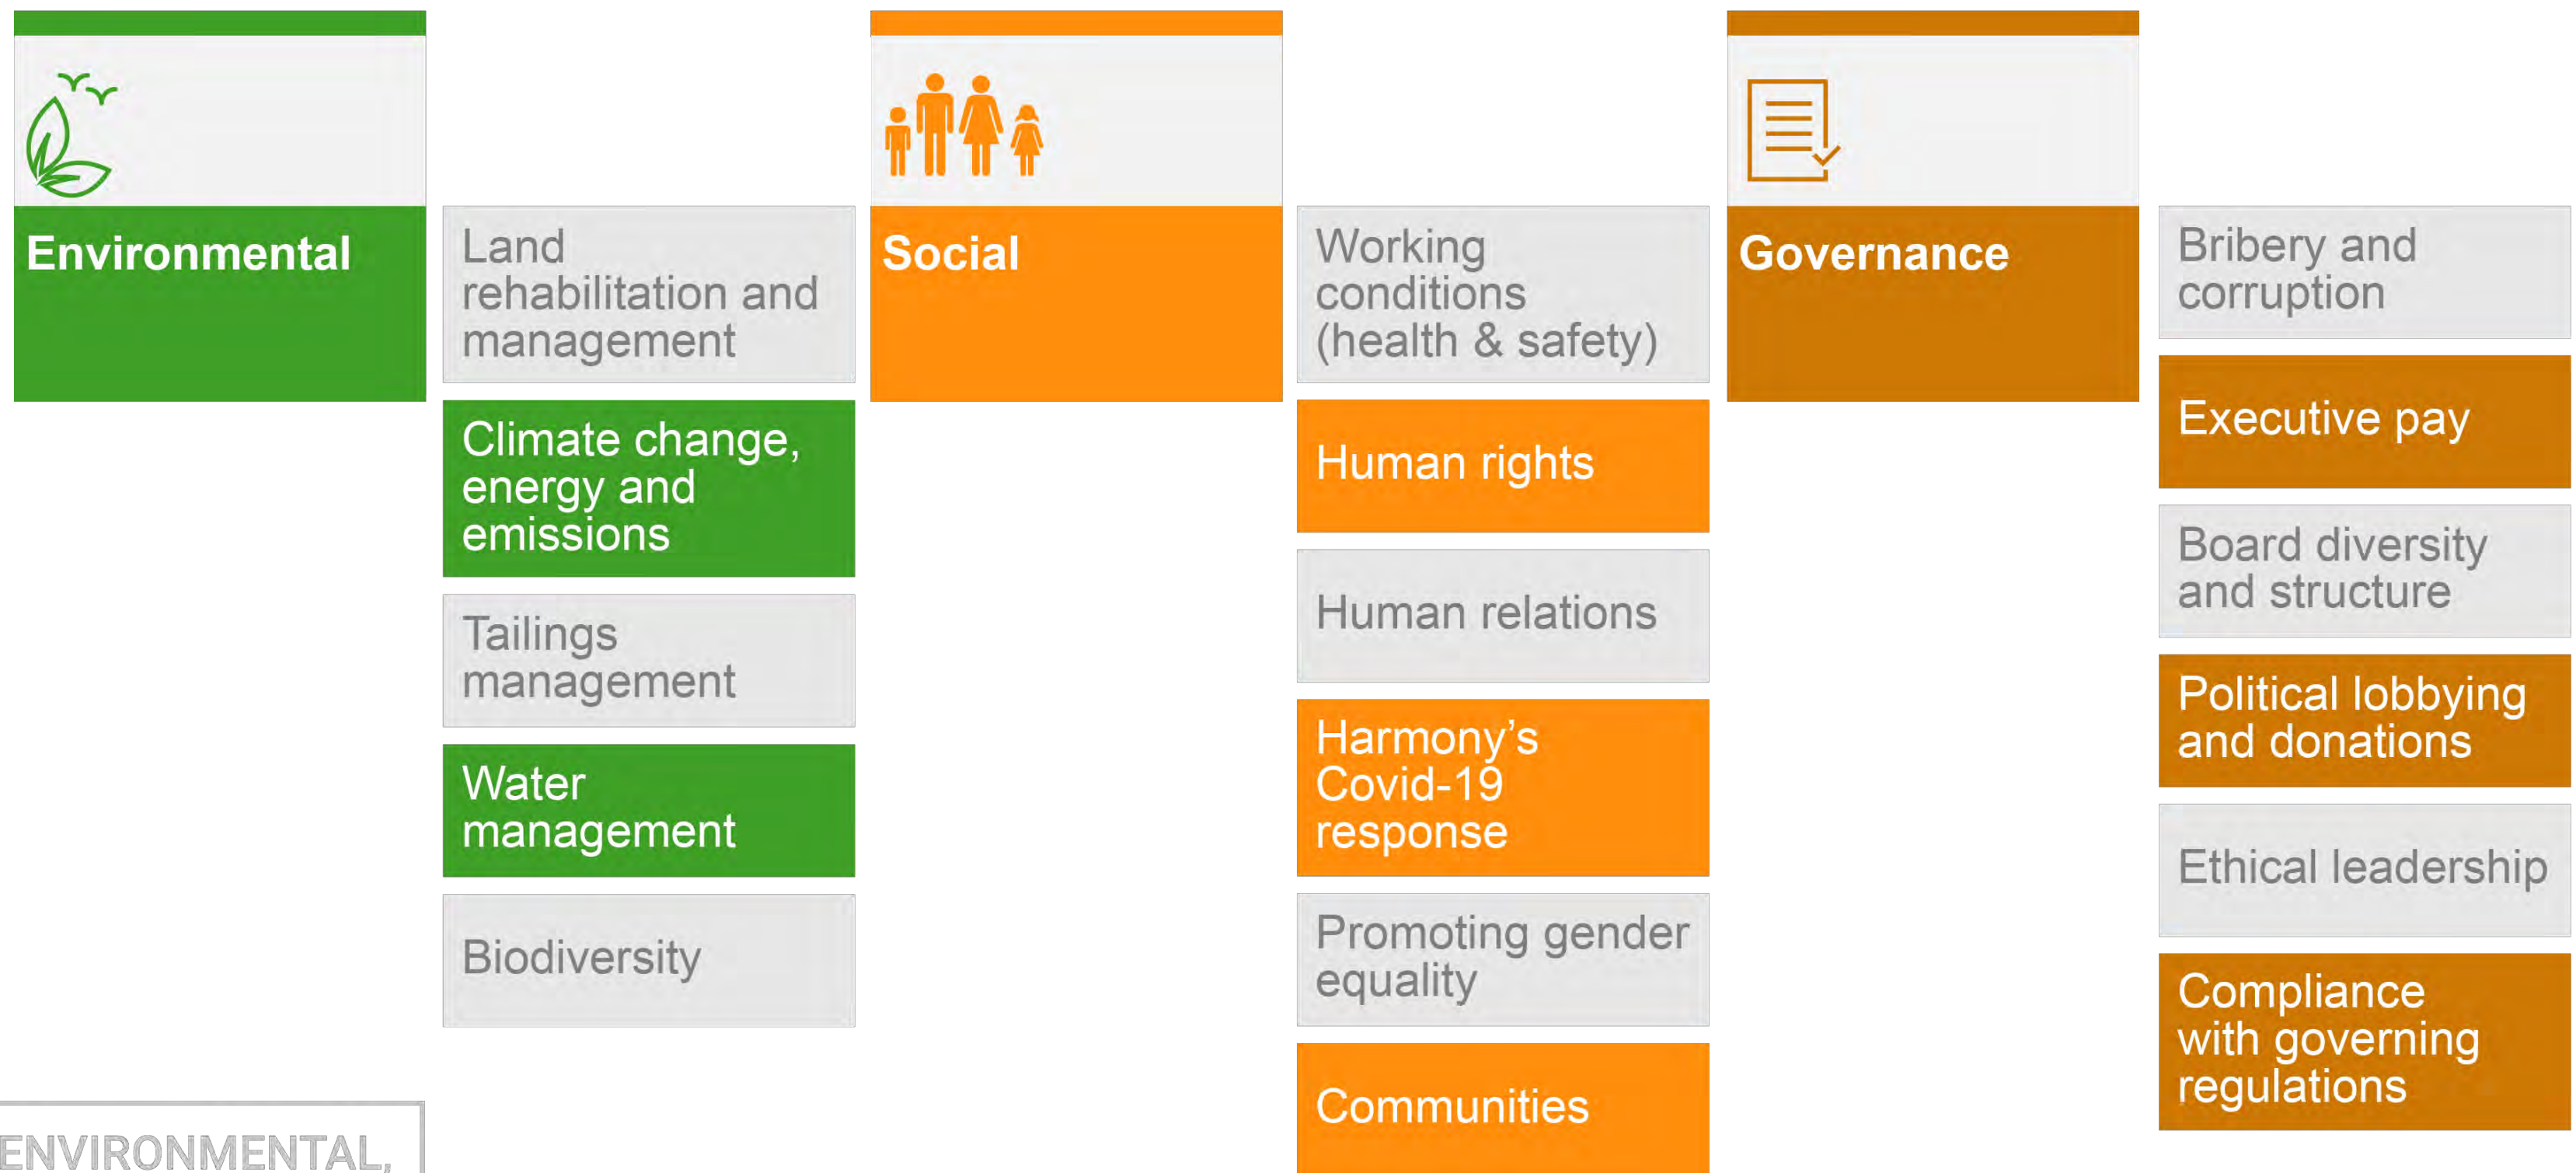 Environmental
Land
rehabilitation and
management
Climate change,
energy and
emissions
Tailings
management
Water
management
Biodiversity
Social
Working
conditions
(health & safety)
Human rights
Human relations
Harmony’s
Covid-19
response
Promoting gender
equality
Communities
Governance
Bribery and
corruption
Executive pay
Board diversity
and structure
Political lobbying
and donations
Ethical leadership
Compliance
with governing
regulations
ENVIRONMENTAL,